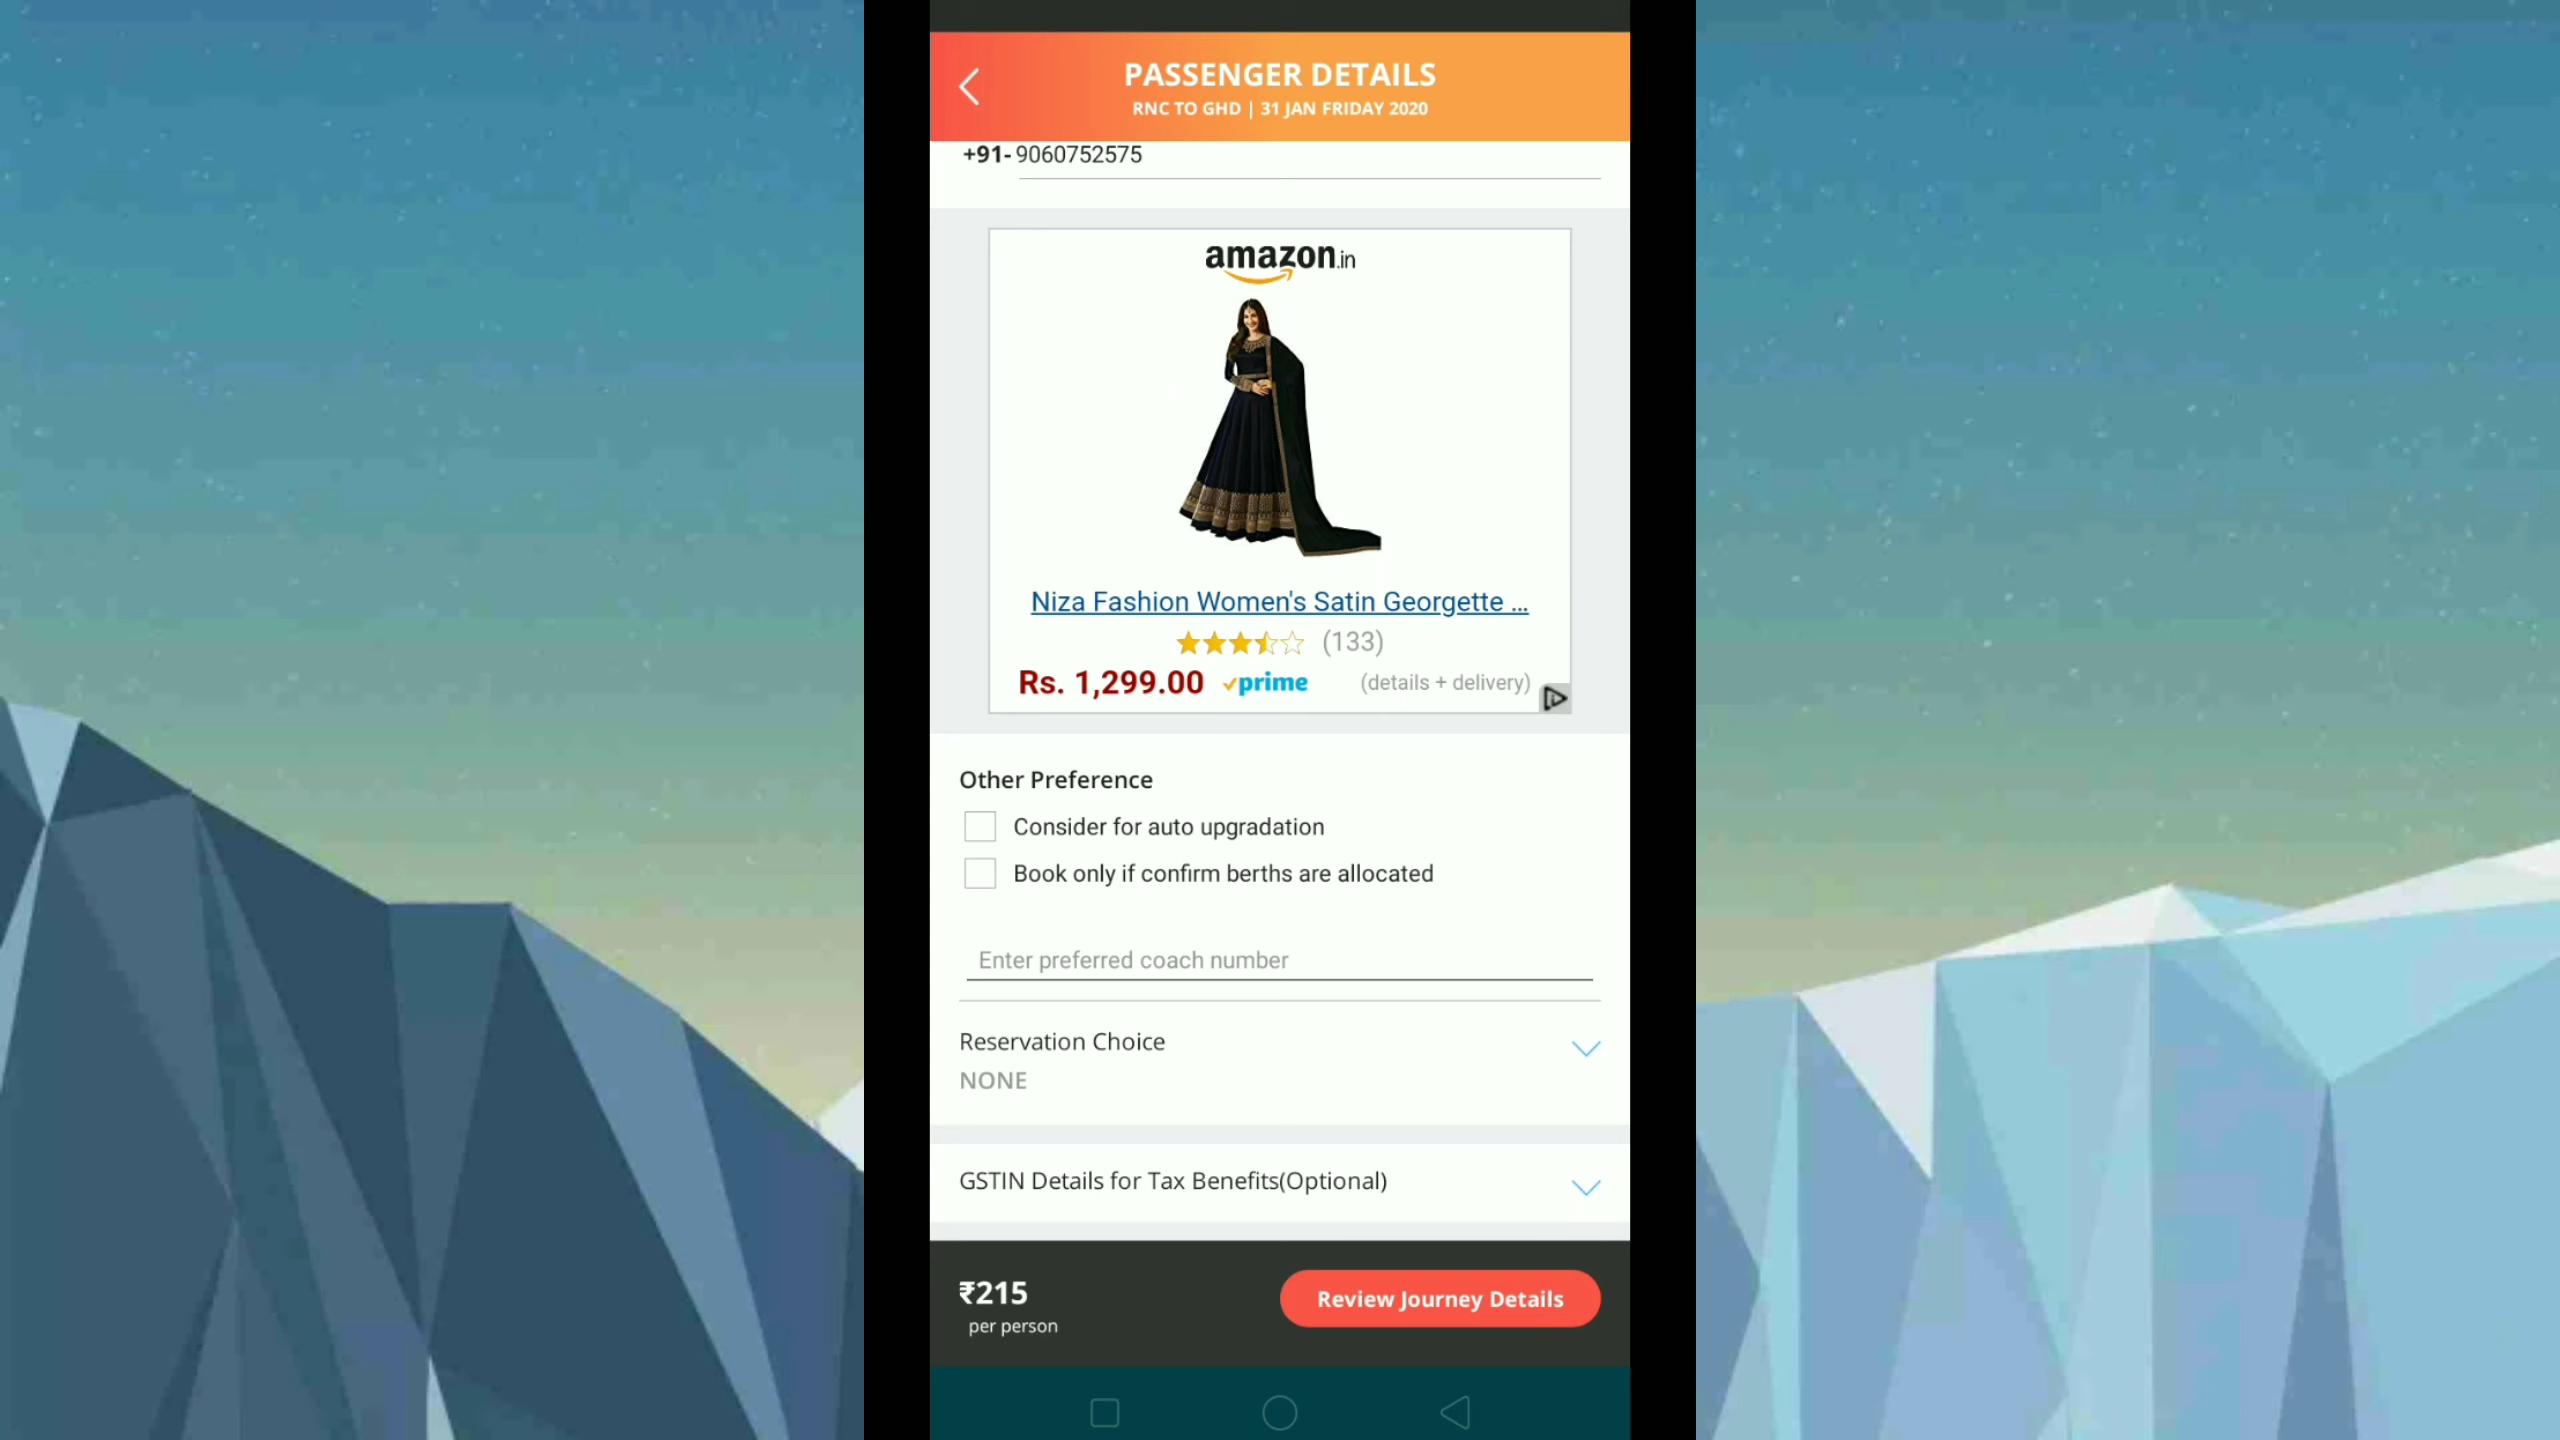 PASSENGER DETAILS
RNC TO GHD | 31 JAN FRIDAY 2020
+91- 9060752575
amazon.in
Niza Fashion Women's Satin Georgette ...
(133)
Rs. 1,299.00 prime (details + delivery)
Other Preference
Consider for auto upgradation
Book only if confirm berths are allocated
Enter preferred coach number
Reservation Choice
NONE
GSTIN Details for Tax Benefits(Optional)
₹215
per person
Review Journey Details